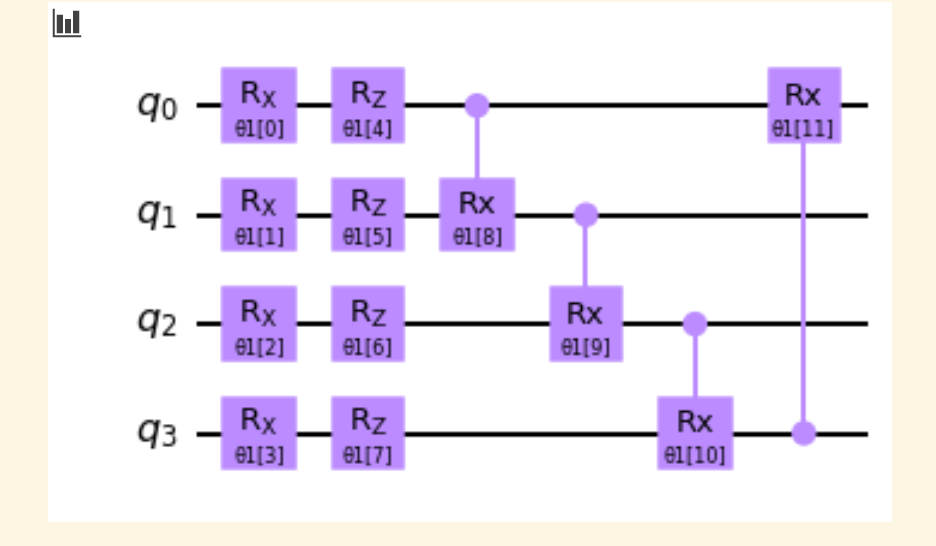 q0 RX RZ Rx
θ1[0] θ1[4] θ1[11]
q1 RX RZ Rx
θ1[1] θ1[5] θ1[8]
q2 RX RZ Rx
θ1[2] θ1[6] θ1[9]
q3 RX RZ Rx
θ1[3] θ1[7] θ1[10]